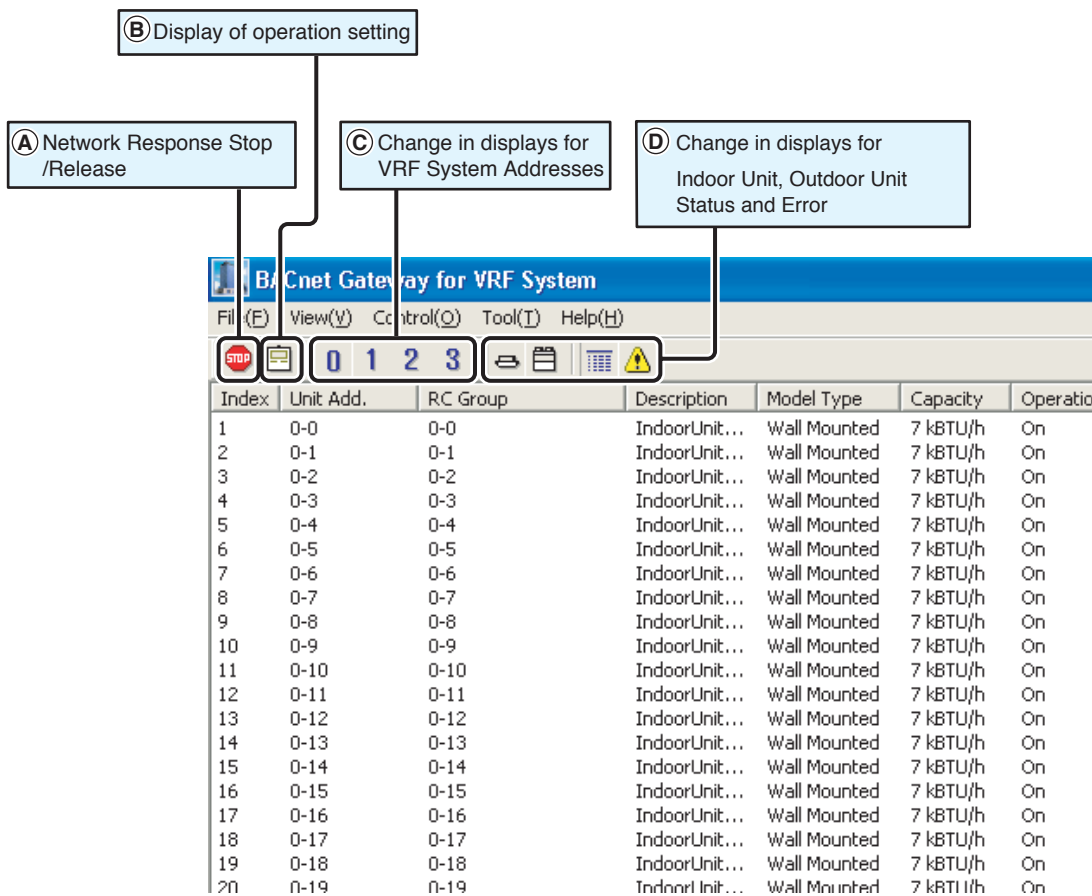 B Display of operation setting
A Network Response Stop
/Release
C Change in displays for
VRF System Addresses
D Change in displays for
Indoor Unit, Outdoor Unit
Status and Error
BACnet Gateway for VRF System
File(F) View(V) Control(O) Tool(T) Help(H)
STOP 0 1 2 3
Index Unit Add. RC Group Description Model Type Capacity Operatio
1 0-0 0-0 IndoorUnit... Wall Mounted 7 kBTU/h On
2 0-1 0-1 IndoorUnit... Wall Mounted 7 kBTU/h On
3 0-2 0-2 IndoorUnit... Wall Mounted 7 kBTU/h On
4 0-3 0-3 IndoorUnit... Wall Mounted 7 kBTU/h On
5 0-4 0-4 IndoorUnit... Wall Mounted 7 kBTU/h On
6 0-5 0-5 IndoorUnit... Wall Mounted 7 kBTU/h On
7 0-6 0-6 IndoorUnit... Wall Mounted 7 kBTU/h On
8 0-7 0-7 IndoorUnit... Wall Mounted 7 kBTU/h On
9 0-8 0-8 IndoorUnit... Wall Mounted 7 kBTU/h On
10 0-9 0-9 IndoorUnit... Wall Mounted 7 kBTU/h On
11 0-10 0-10 IndoorUnit... Wall Mounted 7 kBTU/h On
12 0-11 0-11 IndoorUnit... Wall Mounted 7 kBTU/h On
13 0-12 0-12 IndoorUnit... Wall Mounted 7 kBTU/h On
14 0-13 0-13 IndoorUnit... Wall Mounted 7 kBTU/h On
15 0-14 0-14 IndoorUnit... Wall Mounted 7 kBTU/h On
16 0-15 0-15 IndoorUnit... Wall Mounted 7 kBTU/h On
17 0-16 0-16 IndoorUnit... Wall Mounted 7 kBTU/h On
18 0-17 0-17 IndoorUnit... Wall Mounted 7 kBTU/h On
19 0-18 0-18 IndoorUnit... Wall Mounted 7 kBTU/h On
20 0-19 0-19 IndoorUnit... Wall Mounted 7 kBTU/h On